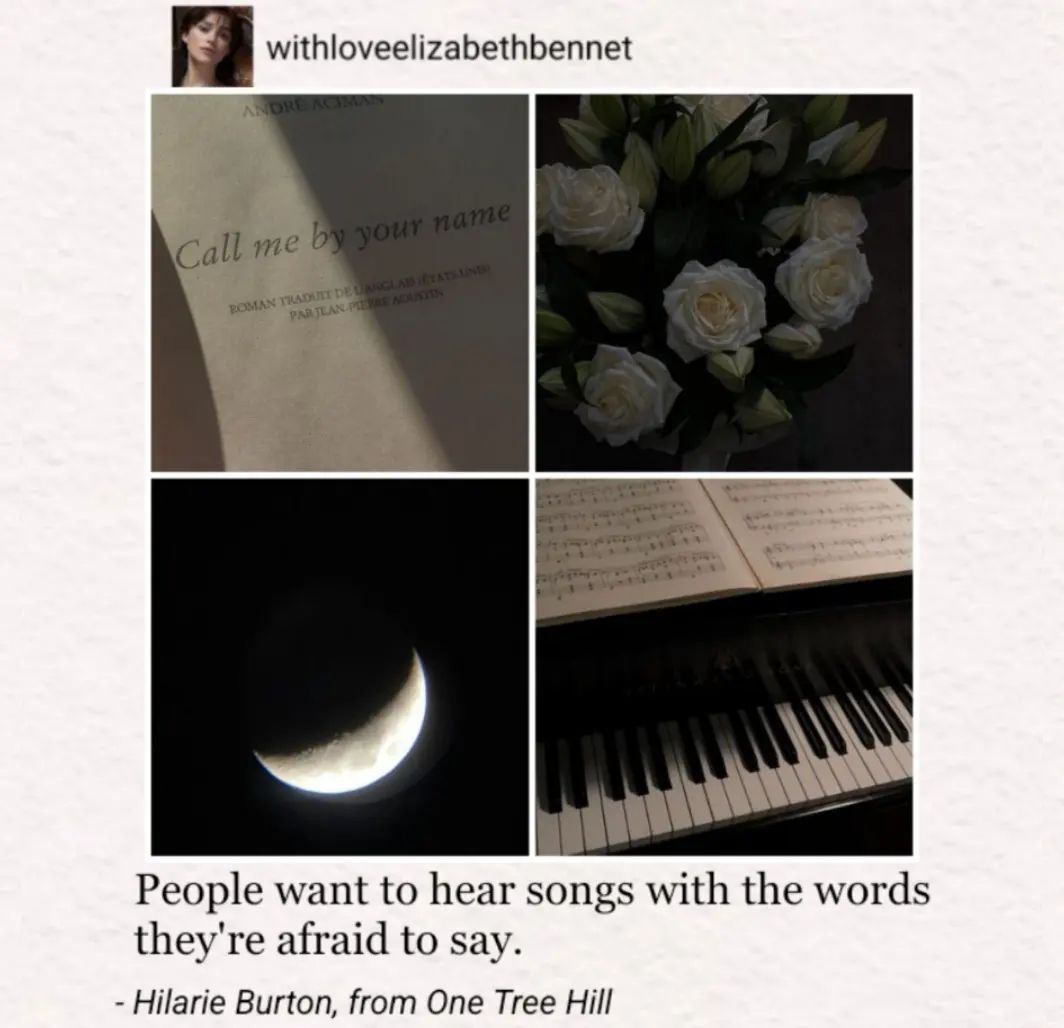 withloveelizabethbennet
ANDRÉ ACIMAN
Call me by your name
ROMAN TRADUIT DE L'ANGLAIS (ÉTATS-UNIS)
PAR JEAN-PIERRE AOUSTIN
People want to hear songs with the words
they're afraid to say.
- Hilarie Burton, from One Tree Hill